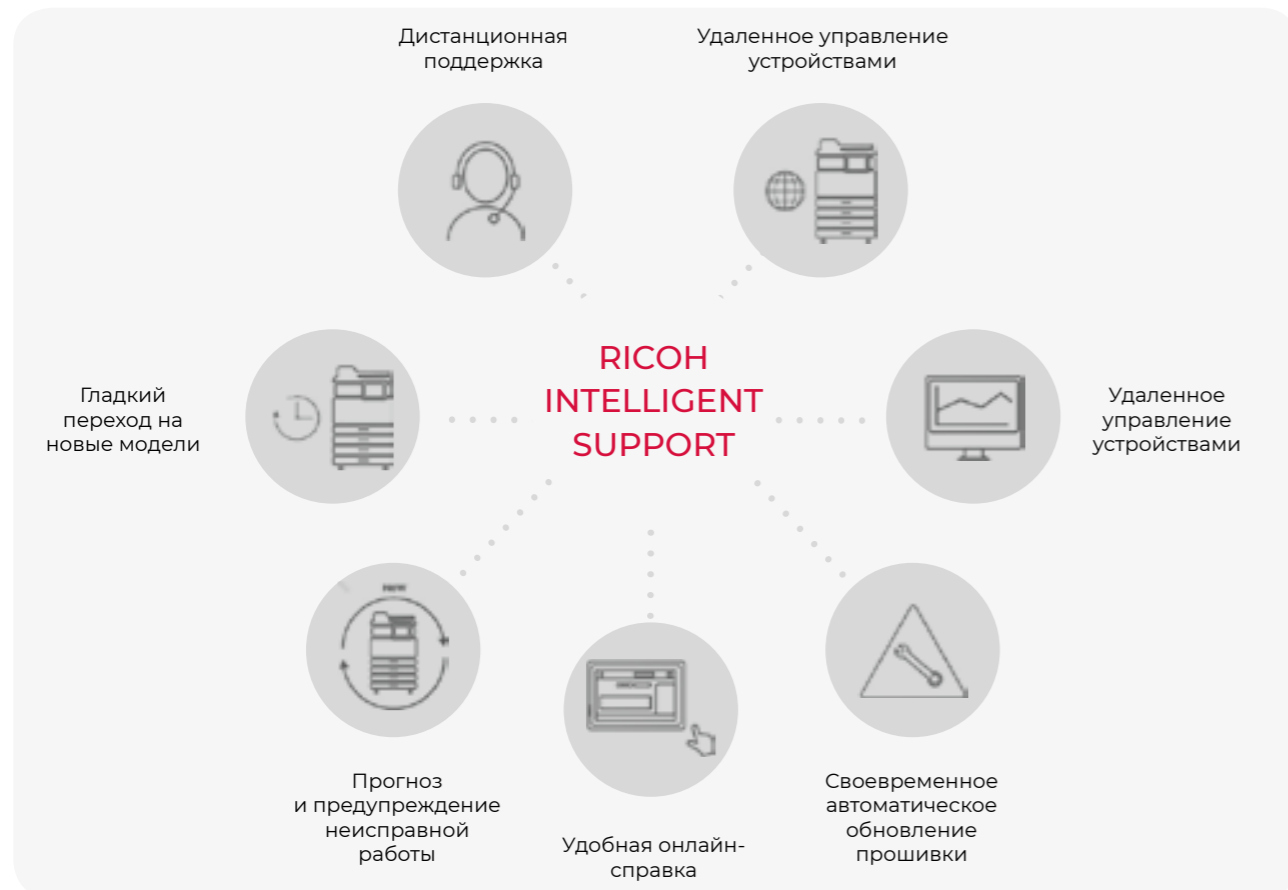 Дистанционная
поддержка
Удаленное управление
устройствами
RICOH
INTELLIGENT
SUPPORT
Гладкий
переход на
новые модели
Удаленное
управление
устройствами
Прогноз
и предупреждение
неисправной
работы
Удобная онлайн-
справка
Своевременное
автоматическое
обновление
прошивки